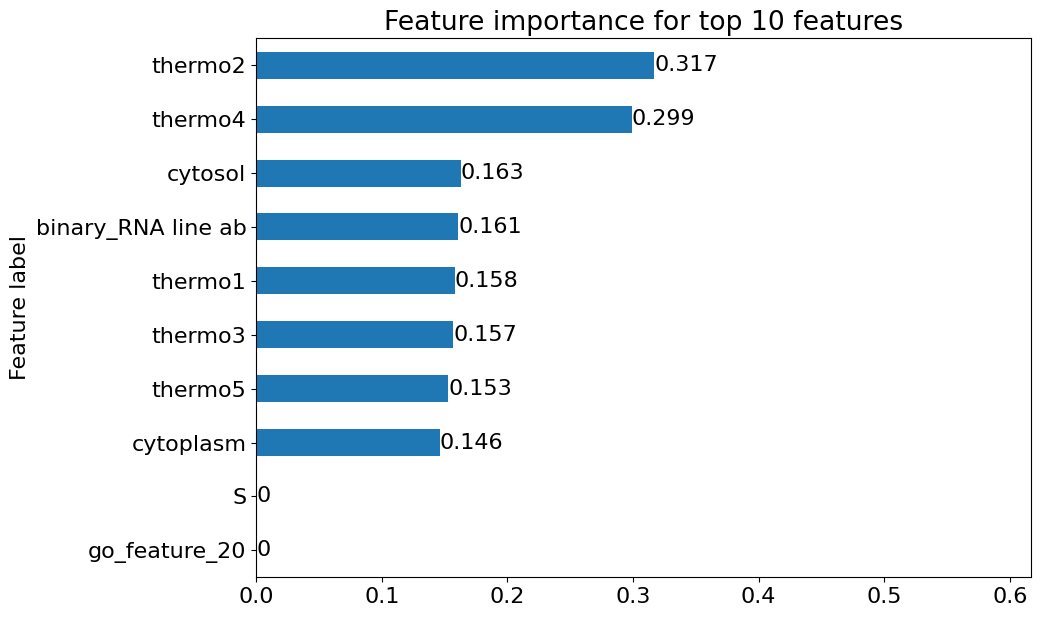 Feature importance for top 10 features
thermo2
0.317
thermo4
0.299
cytosol
0.163
binary_RNA line ab
0.161
thermo1
0.158
thermo3
0.157
thermo5
0.153
cytoplasm
0.146
S
0
go_feature_20
0
Feature label
0.0 0.1 0.2 0.3 0.4 0.5 0.6